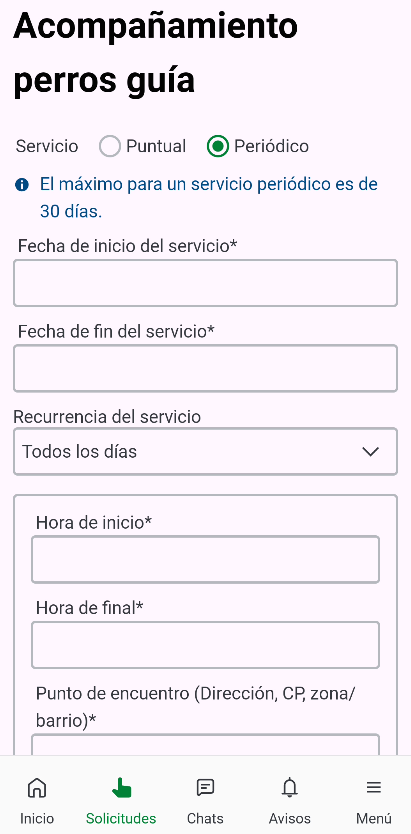 Acompañamiento
perros guía
Servicio Puntual Periódico
El máximo para un servicio periódico es de
30 días.
Fecha de inicio del servicio*
Fecha de fin del servicio*
Recurrencia del servicio
Todos los días
Hora de inicio*
Hora de final*
Punto de encuentro (Dirección, CP, zona/
barrio)*
Inicio Solicitudes Chats Avisos Menú